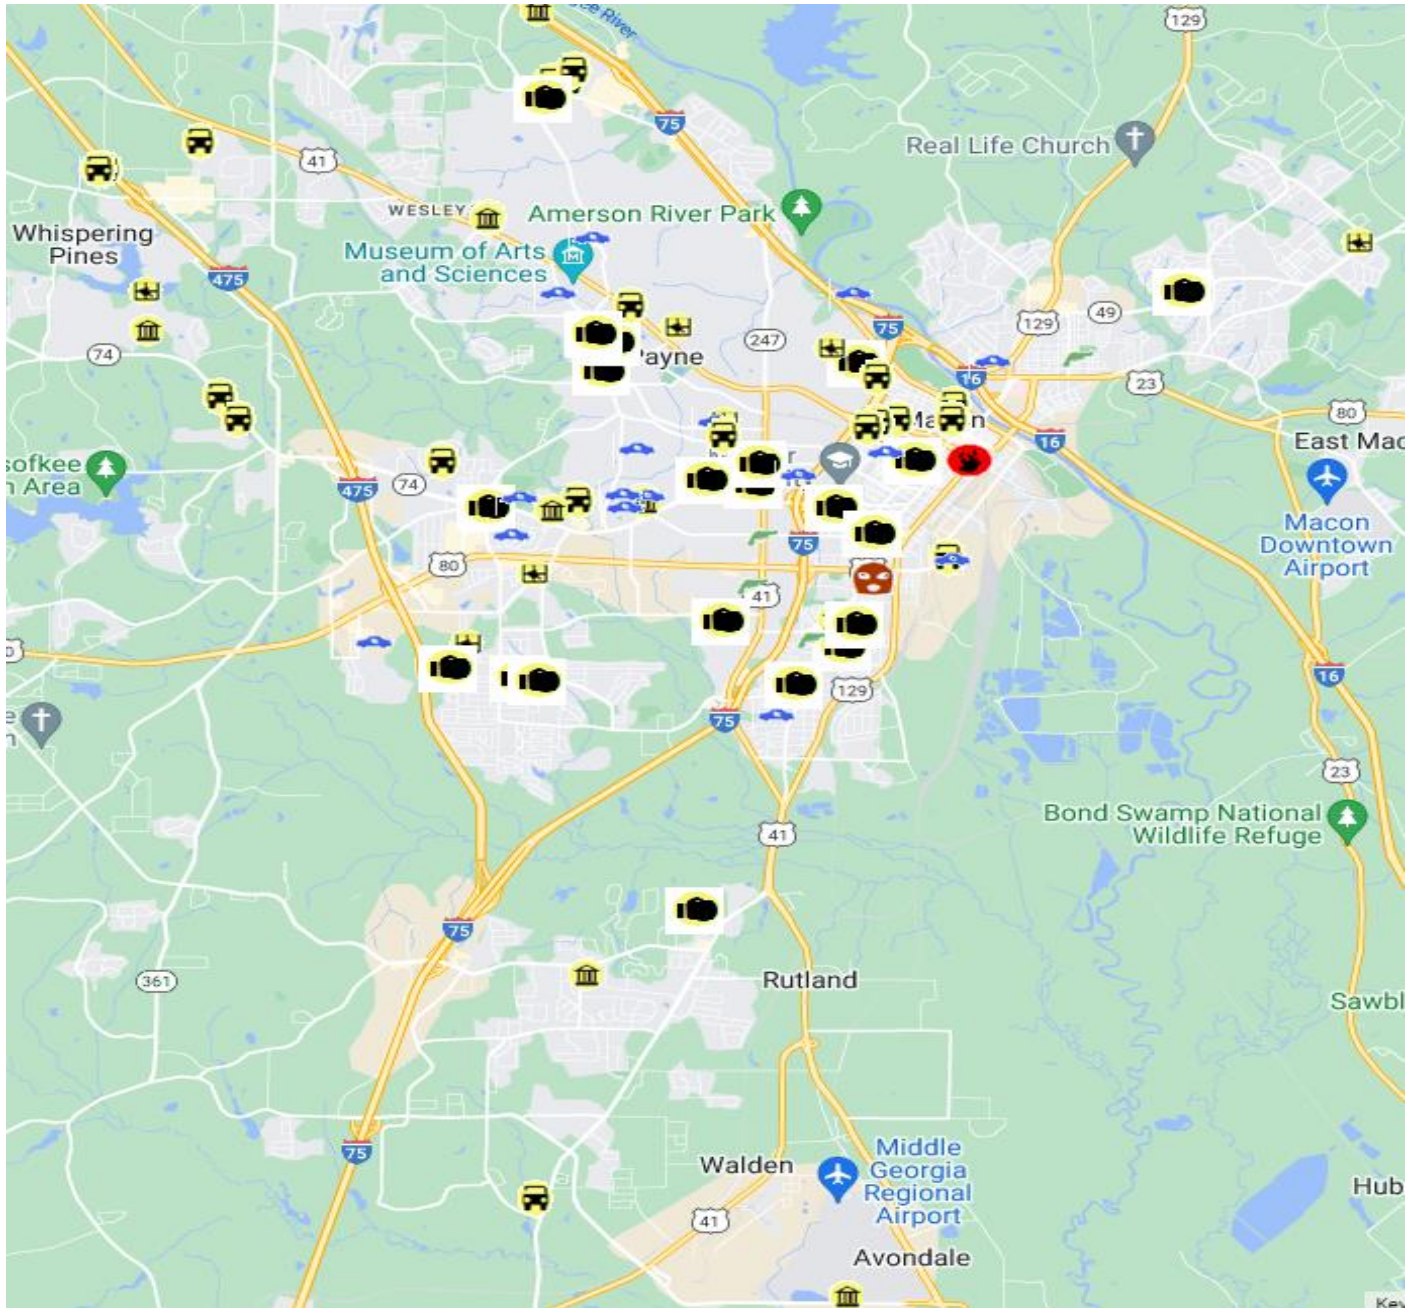 129
75
Real Life Church
41
WESLEY
Amerson River Park
Whispering
Pines
Museum of Arts
and Sciences
475
49
129
75
247
74
Payne
16
23
80
16
East Mac
sofkee
n Area
74
475
75
Macon
Downtown
Airport
80
41
16
129
75
23
41
Bond Swamp National
Wildlife Refuge
75
361
Rutland
Sawbl
75
Walden
Middle
Georgia
Regional
Airport
Hub
41
Avondale